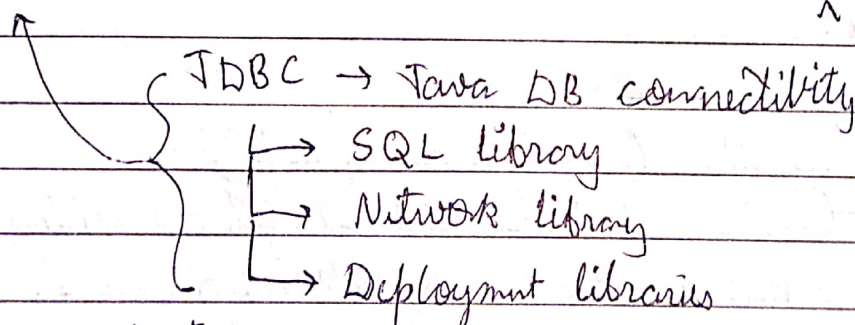 JDBC → Java DB connectibity
→ SQL library
→ Network library
→ Deployment libraries